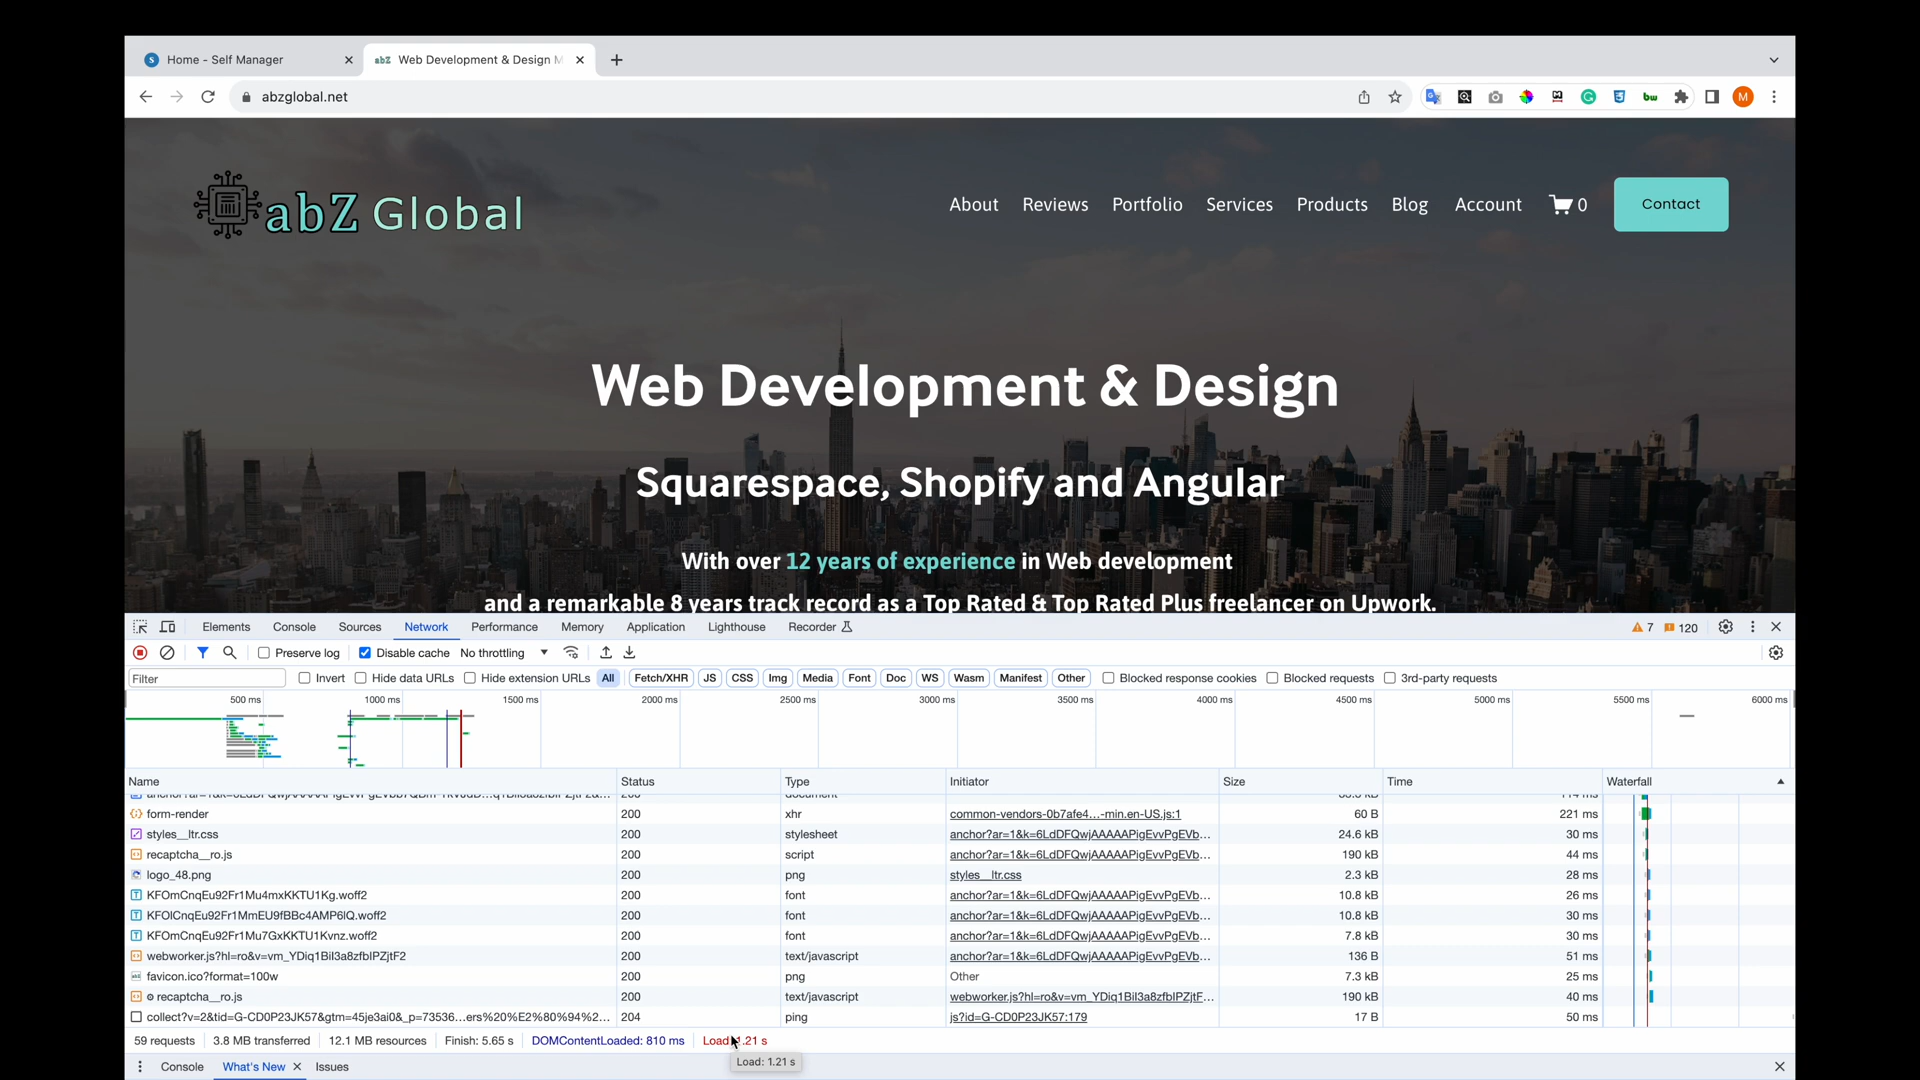 Home - Self Manager
abZ Web Development & Design M
abzglobal.net
bw
M
abZ Global
About Reviews Portfolio Services Products Blog Account 0 Contact
Web Development & Design
Squarespace, Shopify and Angular
With over 12 years of experience in Web development
and a remarkable 8 years track record as a Top Rated & Top Rated Plus freelancer on Upwork.
Elements Console Sources Network Performance Memory Application Lighthouse Recorder 7 120
Preserve log Disable cache No throttling
Filter Invert Hide data URLs Hide extension URLs All Fetch/XHR JS CSS Img Media Font Doc WS Wasm Manifest Other Blocked response cookies Blocked requests 3rd-party requests
500 ms 1000 ms 1500 ms 2000 ms 2500 ms 3000 ms 3500 ms 4000 ms 4500 ms 5000 ms 5500 ms 6000 ms
Name Status Type Initiator Size Time Waterfall
form-render 200 xhr common-vendors-0b7afe4...-min.en-US.js:1 60 B 221 ms
styles__ltr.css 200 stylesheet anchor?ar=1&k=6LdDFQwjAAAAAPigEvvPgEVb... 24.6 kB 30 ms
recaptcha__ro.js 200 script anchor?ar=1&k=6LdDFQwjAAAAAPigEvvPgEVb... 190 kB 44 ms
logo_48.png 200 png styles__ltr.css 2.3 kB 28 ms
KFOmCnqEu92Fr1Mu4mxKKTU1Kg.woff2 200 font anchor?ar=1&k=6LdDFQwjAAAAAPigEvvPgEVb... 10.8 kB 26 ms
KFOlCnqEu92Fr1MmEU9fBBc4AMP6lQ.woff2 200 font anchor?ar=1&k=6LdDFQwjAAAAAPigEvvPgEVb... 10.8 kB 30 ms
KFOmCnqEu92Fr1Mu7GxKKTU1Kvnz.woff2 200 font anchor?ar=1&k=6LdDFQwjAAAAAPigEvvPgEVb... 7.8 kB 30 ms
webworker.js?hl=ro&v=vm_YDiq1BiI3a8zfbIPZjtF2 200 text/javascript anchor?ar=1&k=6LdDFQwjAAAAAPigEvvPgEVb... 136 B 51 ms
favicon.ico?format=100w 200 png Other 7.3 kB 25 ms
recaptcha__ro.js 200 text/javascript webworker.js?hl=ro&v=vm_YDiq1BiI3a8zfbIPZjtF... 190 kB 40 ms
collect?v=2&tid=G-CD0P23JK57&gtm=45je3ai0&_p=73536...ers%20%E2%80%94%2... 204 ping js?id=G-CD0P23JK57:179 17 B 50 ms
59 requests 3.8 MB transferred 12.1 MB resources Finish: 5.65 s DOMContentLoaded: 810 ms Load: 1.21 s
Load: 1.21 s
Console What's New Issues